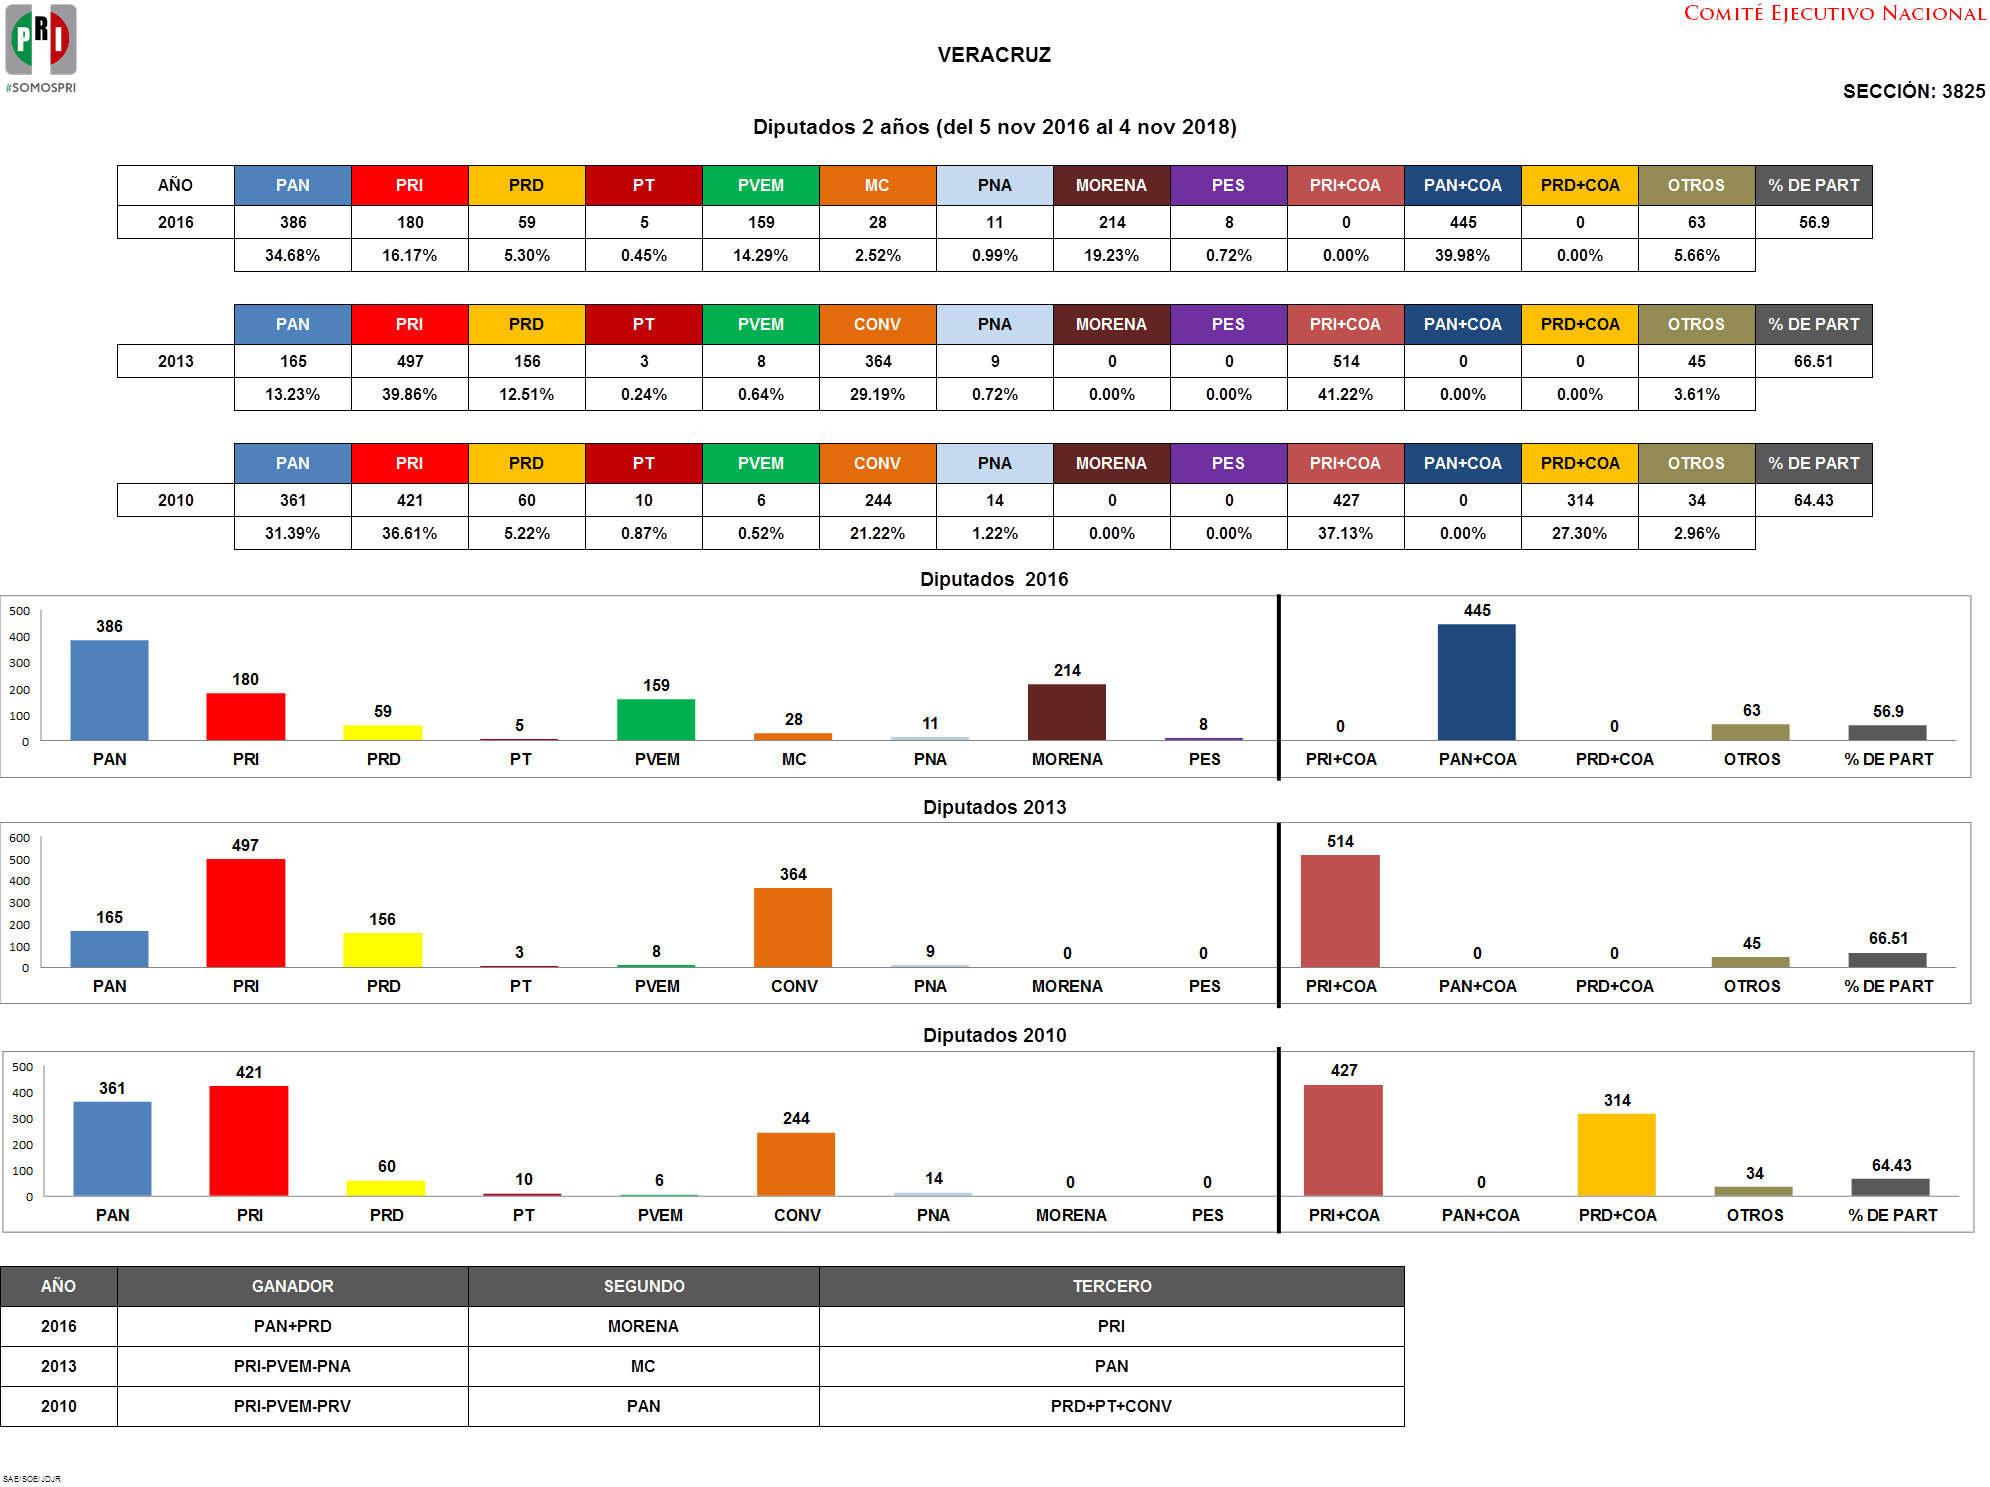 PRI
#SOMOSPRI
COMITÉ EJECUTIVO NACIONAL
VERACRUZ
SECCIÓN: 3825
Diputados 2 años (del 5 nov 2016 al 4 nov 2018)
AÑO PAN PRI PRD PT PVEM MC PNA MORENA PES PRI+COA PAN+COA PRD+COA OTROS % DE PART
2016 386 180 59 5 159 28 11 214 8 0 445 0 63 56.9
34.68% 16.17% 5.30% 0.45% 14.29% 2.52% 0.99% 19.23% 0.72% 0.00% 39.98% 0.00% 5.66%
PAN PRI PRD PT PVEM CONV PNA MORENA PES PRI+COA PAN+COA PRD+COA OTROS % DE PART
2013 165 497 156 3 8 364 9 0 0 514 0 0 45 66.51
13.23% 39.86% 12.51% 0.24% 0.64% 29.19% 0.72% 0.00% 0.00% 41.22% 0.00% 0.00% 3.61%
PAN PRI PRD PT PVEM CONV PNA MORENA PES PRI+COA PAN+COA PRD+COA OTROS % DE PART
2010 361 421 60 10 6 244 14 0 0 427 0 314 34 64.43
31.39% 36.61% 5.22% 0.87% 0.52% 21.22% 1.22% 0.00% 0.00% 37.13% 0.00% 27.30% 2.96%
Diputados 2016
500
400
300
200
100
0
386 180 59 5 159 28 11 214 8 0 445 0 63 56.9
PAN PRI PRD PT PVEM MC PNA MORENA PES PRI+COA PAN+COA PRD+COA OTROS % DE PART
Diputados 2013
600
500
400
300
200
100
0
165 497 156 3 8 364 9 0 0 514 0 0 45 66.51
PAN PRI PRD PT PVEM CONV PNA MORENA PES PRI+COA PAN+COA PRD+COA OTROS % DE PART
Diputados 2010
500
400
300
200
100
0
361 421 60 10 6 244 14 0 0 427 0 314 34 64.43
PAN PRI PRD PT PVEM CONV PNA MORENA PES PRI+COA PAN+COA PRD+COA OTROS % DE PART
AÑO GANADOR SEGUNDO TERCERO
2016 PAN+PRD MORENA PRI
2013 PRI-PVEM-PNA MC PAN
2010 PRI-PVEM-PRV PAN PRD+PT+CONV
SAE/SOE/JDJR